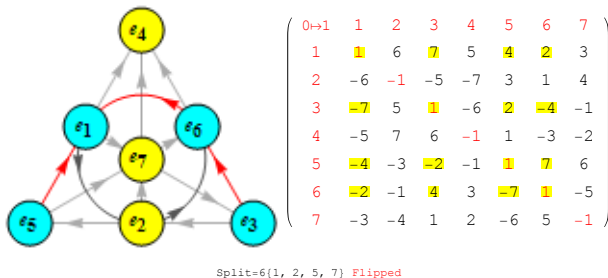 e4
e1
e6
e7
e5
e2
e3
0↦1 1 2 3 4 5 6 7
1 1 6 7 5 4 2 3
2 -6 -1 -5 -7 3 1 4
3 -7 5 1 -6 2 -4 -1
4 -5 7 6 -1 1 -3 -2
5 -4 -3 -2 -1 1 7 6
6 -2 -1 4 3 -7 1 -5
7 -3 -4 1 2 -6 5 -1
Split=6{1, 2, 5, 7} Flipped